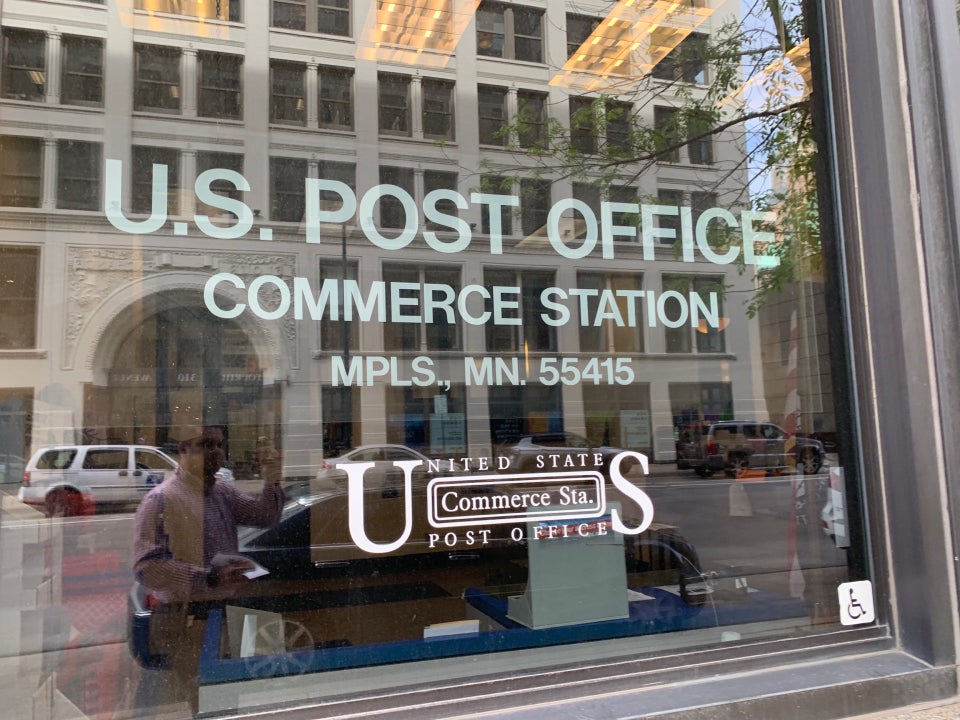 U.S. POST OFFICE
COMMERCE STATION
MPLS., MN. 55415
UNITED STATES
Commerce Sta.
POST OFFICE